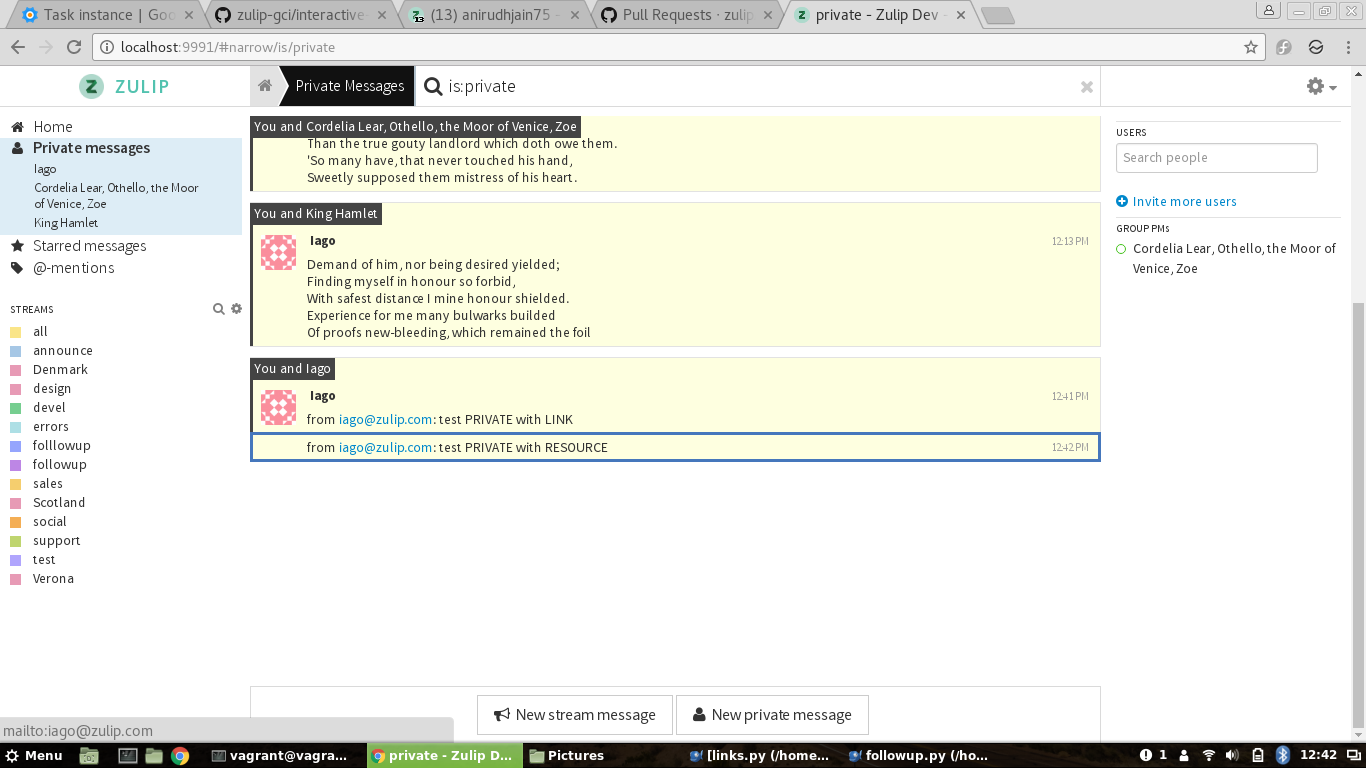 Task instance | Goo
zulip-gci/interactive-
(13) anirudhjain75 -
Pull Requests · zulip
private - Zulip Dev -
localhost:9991/#narrow/is/private
ZULIP
Private Messages
is:private
Home
Private messages
Iago
Cordelia Lear, Othello, the Moor
of Venice, Zoe
King Hamlet
Starred messages
@-mentions
STREAMS
all
announce
Denmark
design
devel
errors
folllowup
followup
sales
Scotland
social
support
test
Verona
You and Cordelia Lear, Othello, the Moor of Venice, Zoe
Than the true gouty landlord which doth owe them.
'So many have, that never touched his hand,
Sweetly supposed them mistress of his heart.
You and King Hamlet
Iago 12:13 PM
Demand of him, nor being desired yielded;
Finding myself in honour so forbid,
With safest distance I mine honour shielded.
Experience for me many bulwarks builded
Of proofs new-bleeding, which remained the foil
You and Iago
Iago 12:41 PM
from iago@zulip.com: test PRIVATE with LINK
from iago@zulip.com: test PRIVATE with RESOURCE 12:42 PM
New stream message
New private message
USERS
Search people
Invite more users
GROUP PMs
Cordelia Lear, Othello, the Moor of
Venice, Zoe
mailto:iago@zulip.com
Menu
vagrant@vagra...
private - Zulip D...
Pictures
[links.py (/home...
followup.py (/ho...
1
12:42